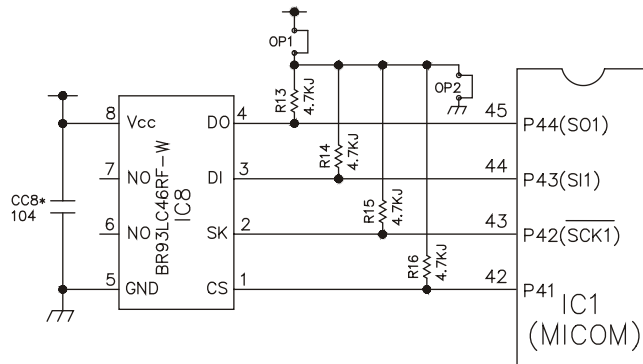 OP1
OP2
R13
4.7KJ
R14
4.7KJ
R15
4.7KJ
R16
4.7KJ
8 Vcc DO 4
7 NO DI 3
6 NO SK 2
5 GND CS 1
BR93LC46RF-W
IC8
CC8*
104
45 P44(SO1)
44 P43(SI1)
43 P42(SCK1)
42 P41
IC1
(MICOM)